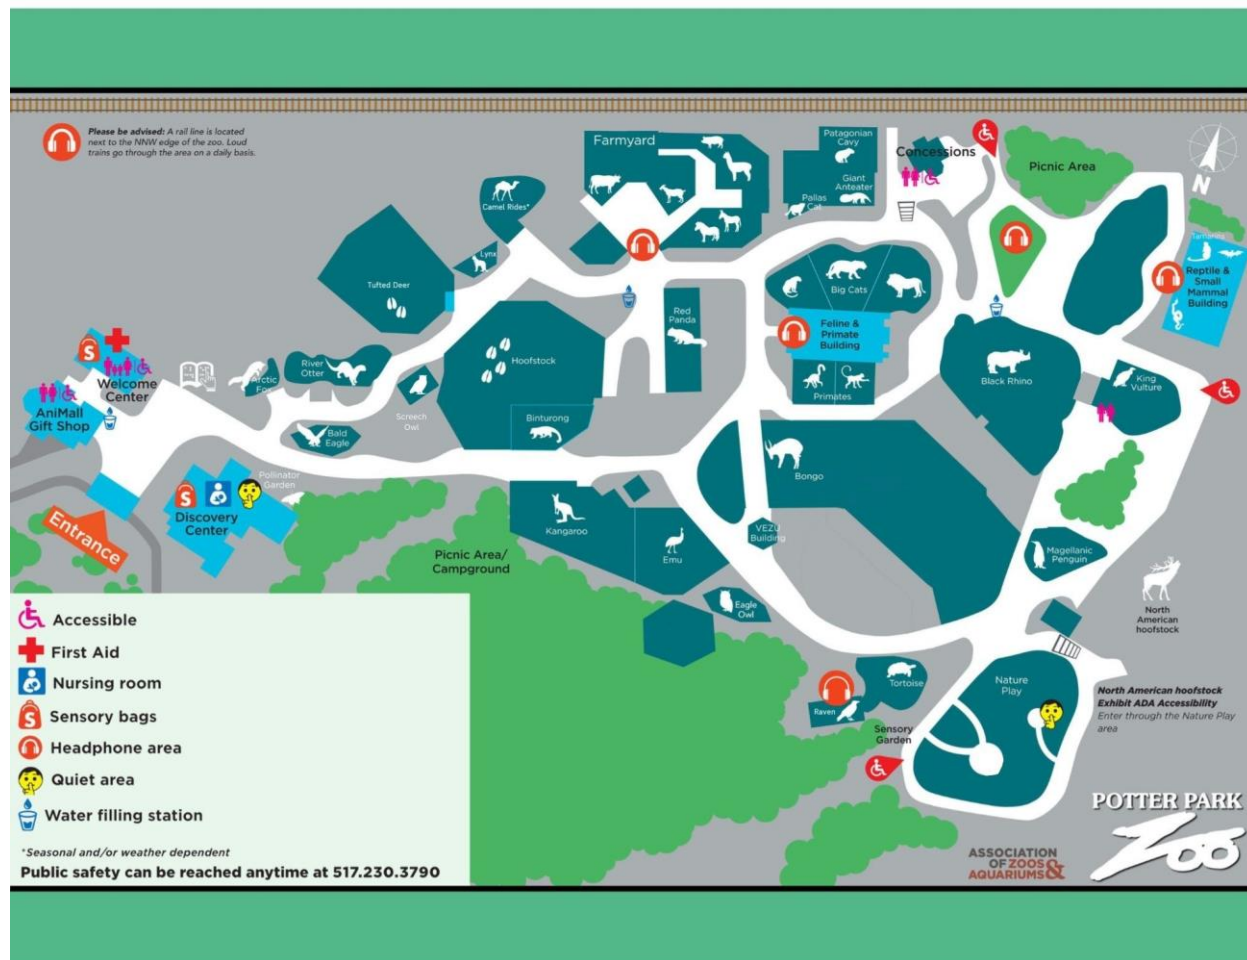 Please be advised: A rail line is located
next to the NNW edge of the zoo. Loud
trains go through the area on a daily basis.
Farmyard
Patagonian
Cavy
Giant
Anteater
Pallas
Cat
Concessions
Picnic Area
N
Camel Rides*
Lynx
Tufted Deer
Tamarins
Reptile &
Small
Mammal
Building
Big Cats
Feline &
Primate
Building
Primates
Red
Panda
Hoofstock
Binturong
River
Otter
Arctic
Fox
Screech
Owl
Bald
Eagle
Welcome
Center
AniMall
Gift Shop
Black Rhino
King
Vulture
Bongo
VEZU
Building
Pollinator
Garden
S
S
Discovery
Center
Entrance
Picnic Area/
Campground
Kangaroo
Emu
Eagle
Owl
Magellanic
Penguin
North
American
hoofstock
Tortoise
Raven
Sensory
Garden
Nature
Play
North American hoofstock
Exhibit ADA Accessibility
Enter through the Nature Play
area
Accessible
First Aid
Nursing room
S
Sensory bags
Headphone area
Quiet area
Water filling station
*Seasonal and/or weather dependent
Public safety can be reached anytime at 517.230.3790
ASSOCIATION
OF ZOOS
AQUARIUMS &
POTTER PARK
ZOO